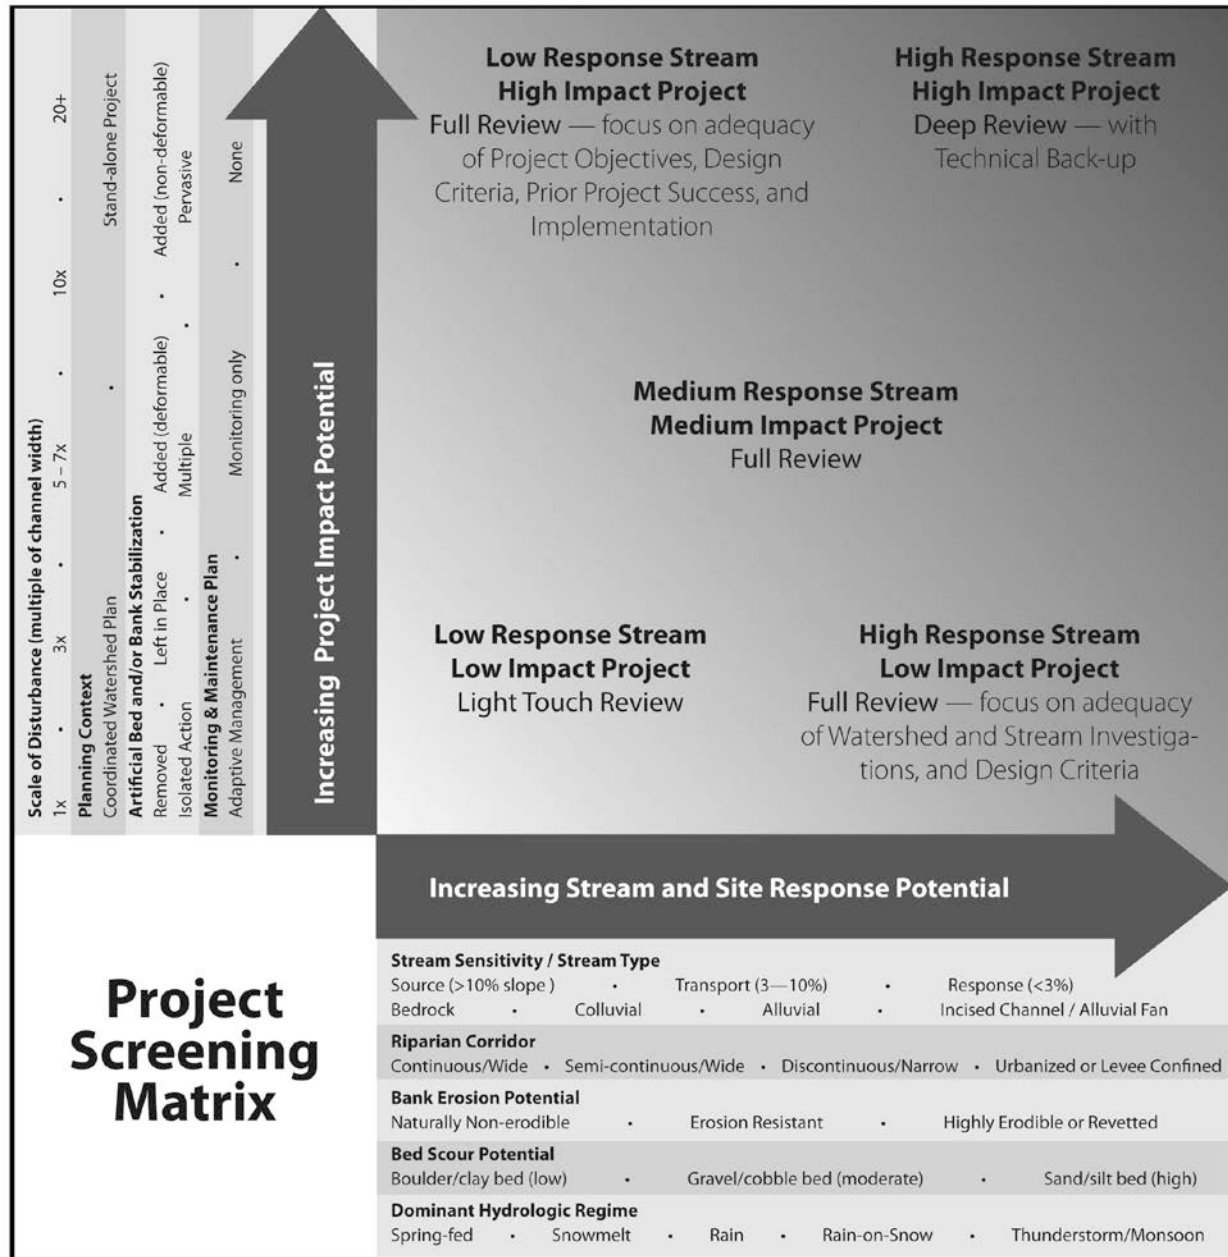 Low Response Stream
High Impact Project
Full Review — focus on adequacy
of Project Objectives, Design
Criteria, Prior Project Success, and
Implementation
High Response Stream
High Impact Project
Deep Review — with
Technical Back-up
Medium Response Stream
Medium Impact Project
Full Review
Low Response Stream
Low Impact Project
Light Touch Review
High Response Stream
Low Impact Project
Full Review — focus on adequacy
of Watershed and Stream Investiga-
tions, and Design Criteria
Scale of Disturbance (multiple of channel width)
1x • 3x • 5 – 7x • 10x • 20+
Planning Context
Coordinated Watershed Plan • Stand-alone Project
Artificial Bed and/or Bank Stabilization
Removed • Left in Place • Added (deformable) • Added (non-deformable)
Isolated Action • Multiple • Pervasive
Monitoring & Maintenance Plan
Adaptive Management • Monitoring only • None
Increasing Project Impact Potential
Increasing Stream and Site Response Potential
Project
Screening
Matrix
Stream Sensitivity / Stream Type
Source (>10% slope ) • Transport (3—10%) • Response (<3%)
Bedrock • Colluvial • Alluvial • Incised Channel / Alluvial Fan
Riparian Corridor
Continuous/Wide • Semi-continuous/Wide • Discontinuous/Narrow • Urbanized or Levee Confined
Bank Erosion Potential
Naturally Non-erodible • Erosion Resistant • Highly Erodible or Revetted
Bed Scour Potential
Boulder/clay bed (low) • Gravel/cobble bed (moderate) • Sand/silt bed (high)
Dominant Hydrologic Regime
Spring-fed • Snowmelt • Rain • Rain-on-Snow • Thunderstorm/Monsoon